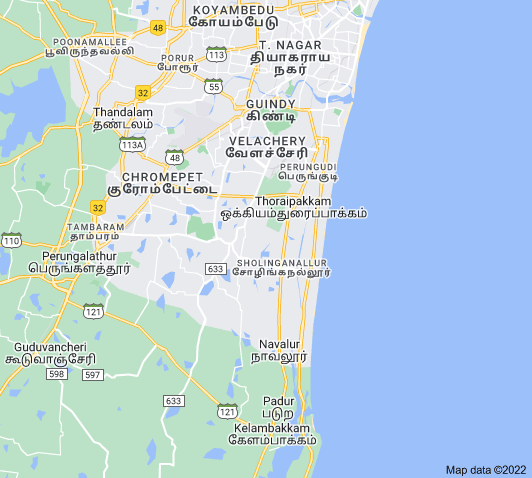 KOYAMBEDU
கோயம்பேடு
48
POONAMALLEE
பூவிருந்தவல்லி
T. NAGAR
தியாகராய
நகர்
PORUR
போரூர்
113
32
55
Thandalam
தண்டலம்
GUINDY
கிண்டி
113A
VELACHERY
வேளச்சேரி
48
PERUNGUDI
பெருங்குடி
CHROMEPET
குரோம்பேட்டை
Thoraipakkam
ஒக்கியம்துரைப்பாக்கம்
32
TAMBARAM
தாம்பரம்
110
Perungalathur
பெருங்களத்தூர்
633
SHOLINGANALLUR
சோழிங்கநல்லூர்
121
Navalur
நாவலூர்
Guduvancheri
கூடுவாஞ்சேரி
598
597
633
121
Padur
படுர
Kelambakkam
கேளம்பாக்கம்
Map data ©2022